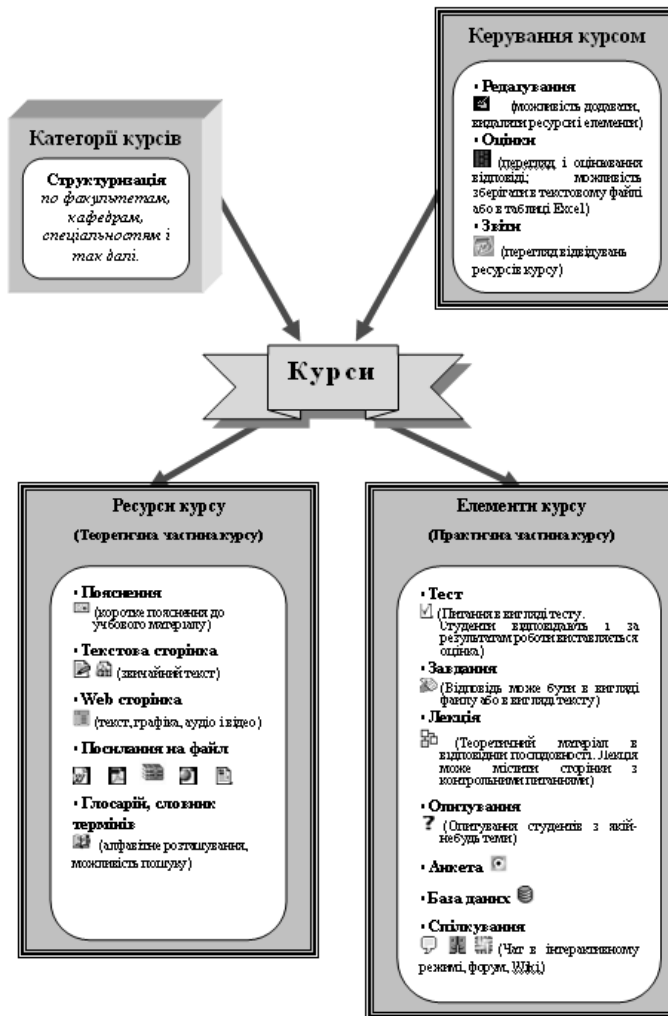 Категорії курсів
Структуризація
по факультетам,
кафедрам,
спеціальностям і
так далі.
Керування курсом
▪ Редагування
(можливість додавати,
видаляти ресурси і елементи)
▪ Оцінки
(перегляд і оцінювання
відповіді; можливість
зберігати в текстовому файлі
або в таблиці Excel)
▪ Звіти
(перегляд відвідувань
ресурсів курсу)
Курси
Ресурси курсу
(Теоретична частина курсу)
▪ Пояснення
(коротке пояснення до
учбового матеріалу)
▪ Текстова сторінка
(звичайний текст)
▪ Web сторінка
(текст, графіка, аудіо і відео)
▪ Посилання на файл
▪ Глосарій, словник
термінів
(алфавітне розташування,
можливість пошуку)
Елементи курсу
(Практична частина курсу)
▪ Тест
(Питання в вигляді тесту.
Студенти відповідають і за
результатам роботи виставляється
оцінка)
▪ Завдання
(Відповідь може бути в вигляді
файлу або в вигляді тексту)
▪ Лекція
(Теоретичний матеріал в
відповідни послідовності. Лекція
може містити сторінки з
контрольними питаннями)
▪ Опитування
? (Опитування студентів з якій-
небудь теми)
▪ Анкета
▪ База даних
▪ Спілкування
(Чат в інтерактивному
режимі, форум, Wiki)